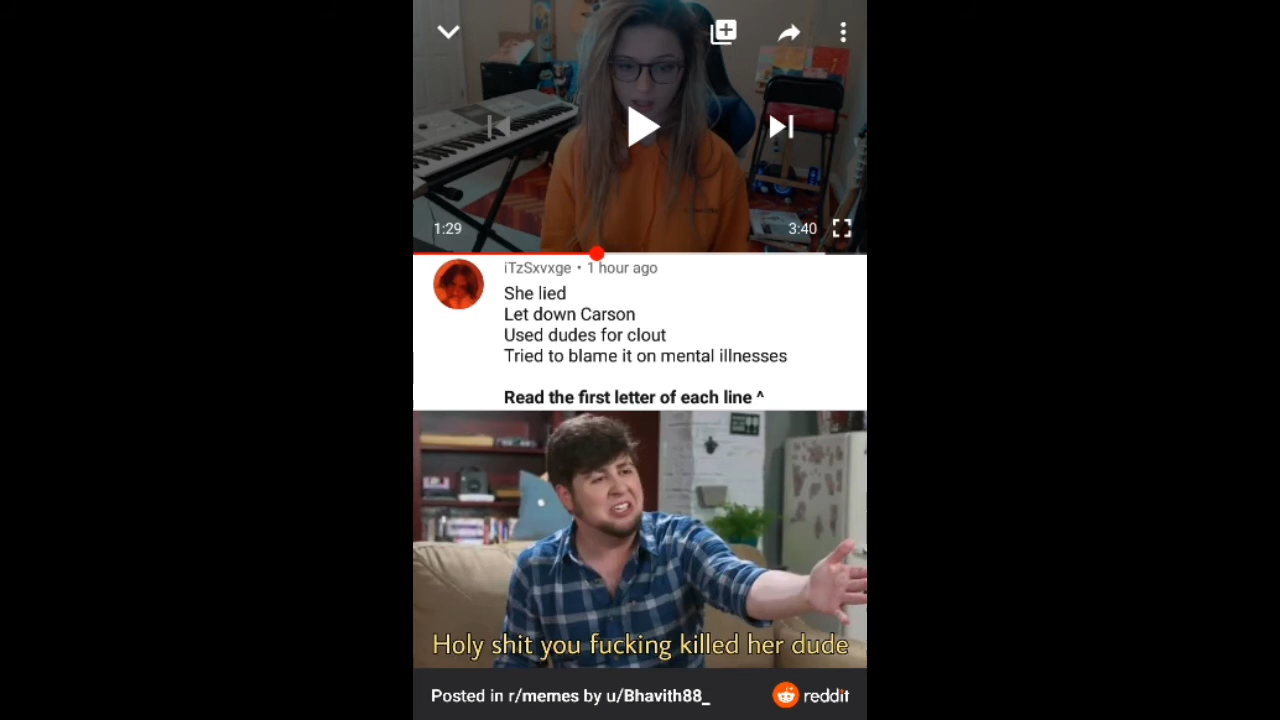 1:29
3:40
iTzSxvxge • 1 hour ago
She lied
Let down Carson
Used dudes for clout
Tried to blame it on mental illnesses
Read the first letter of each line ^
Holy shit you fucking killed her dude
Posted in r/memes by u/Bhavith88_
reddit